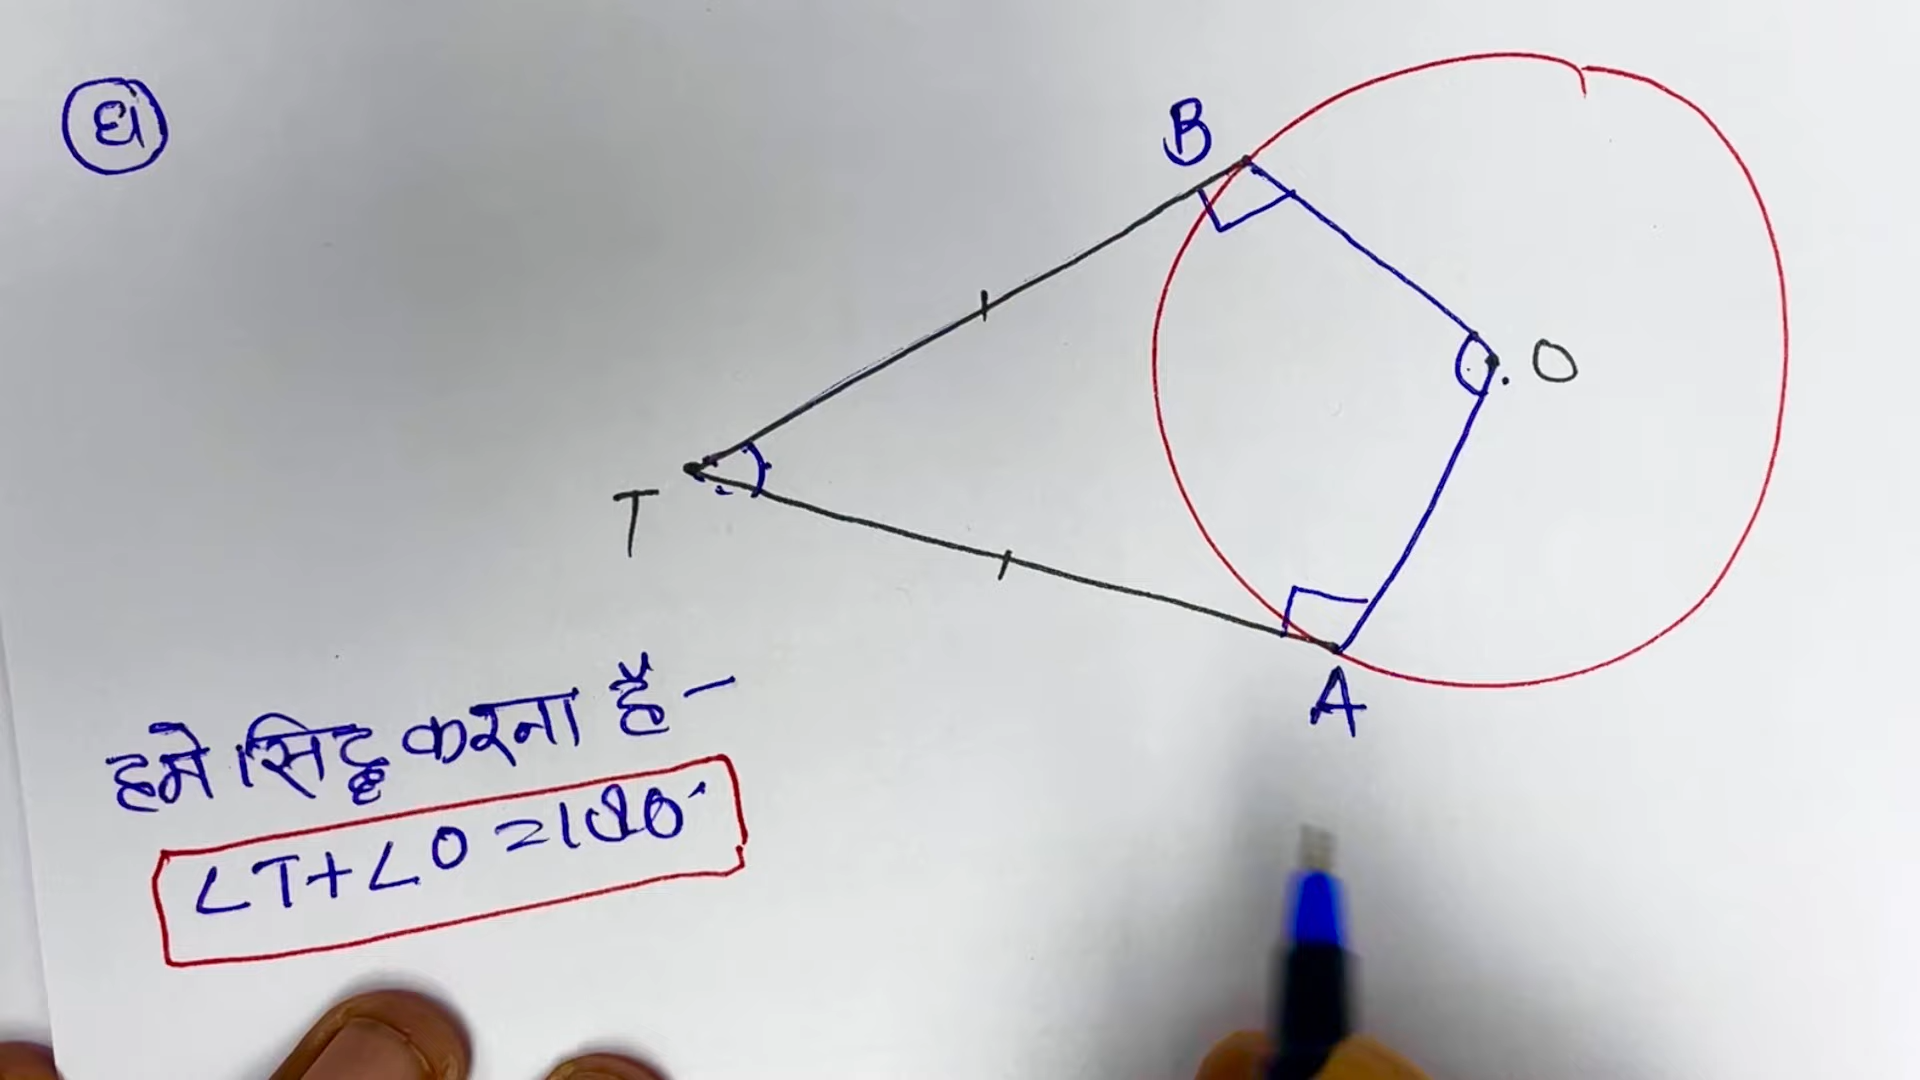 घ
B
O
T
A
हमे सिद्ध करना है -
∠T+∠O=180°